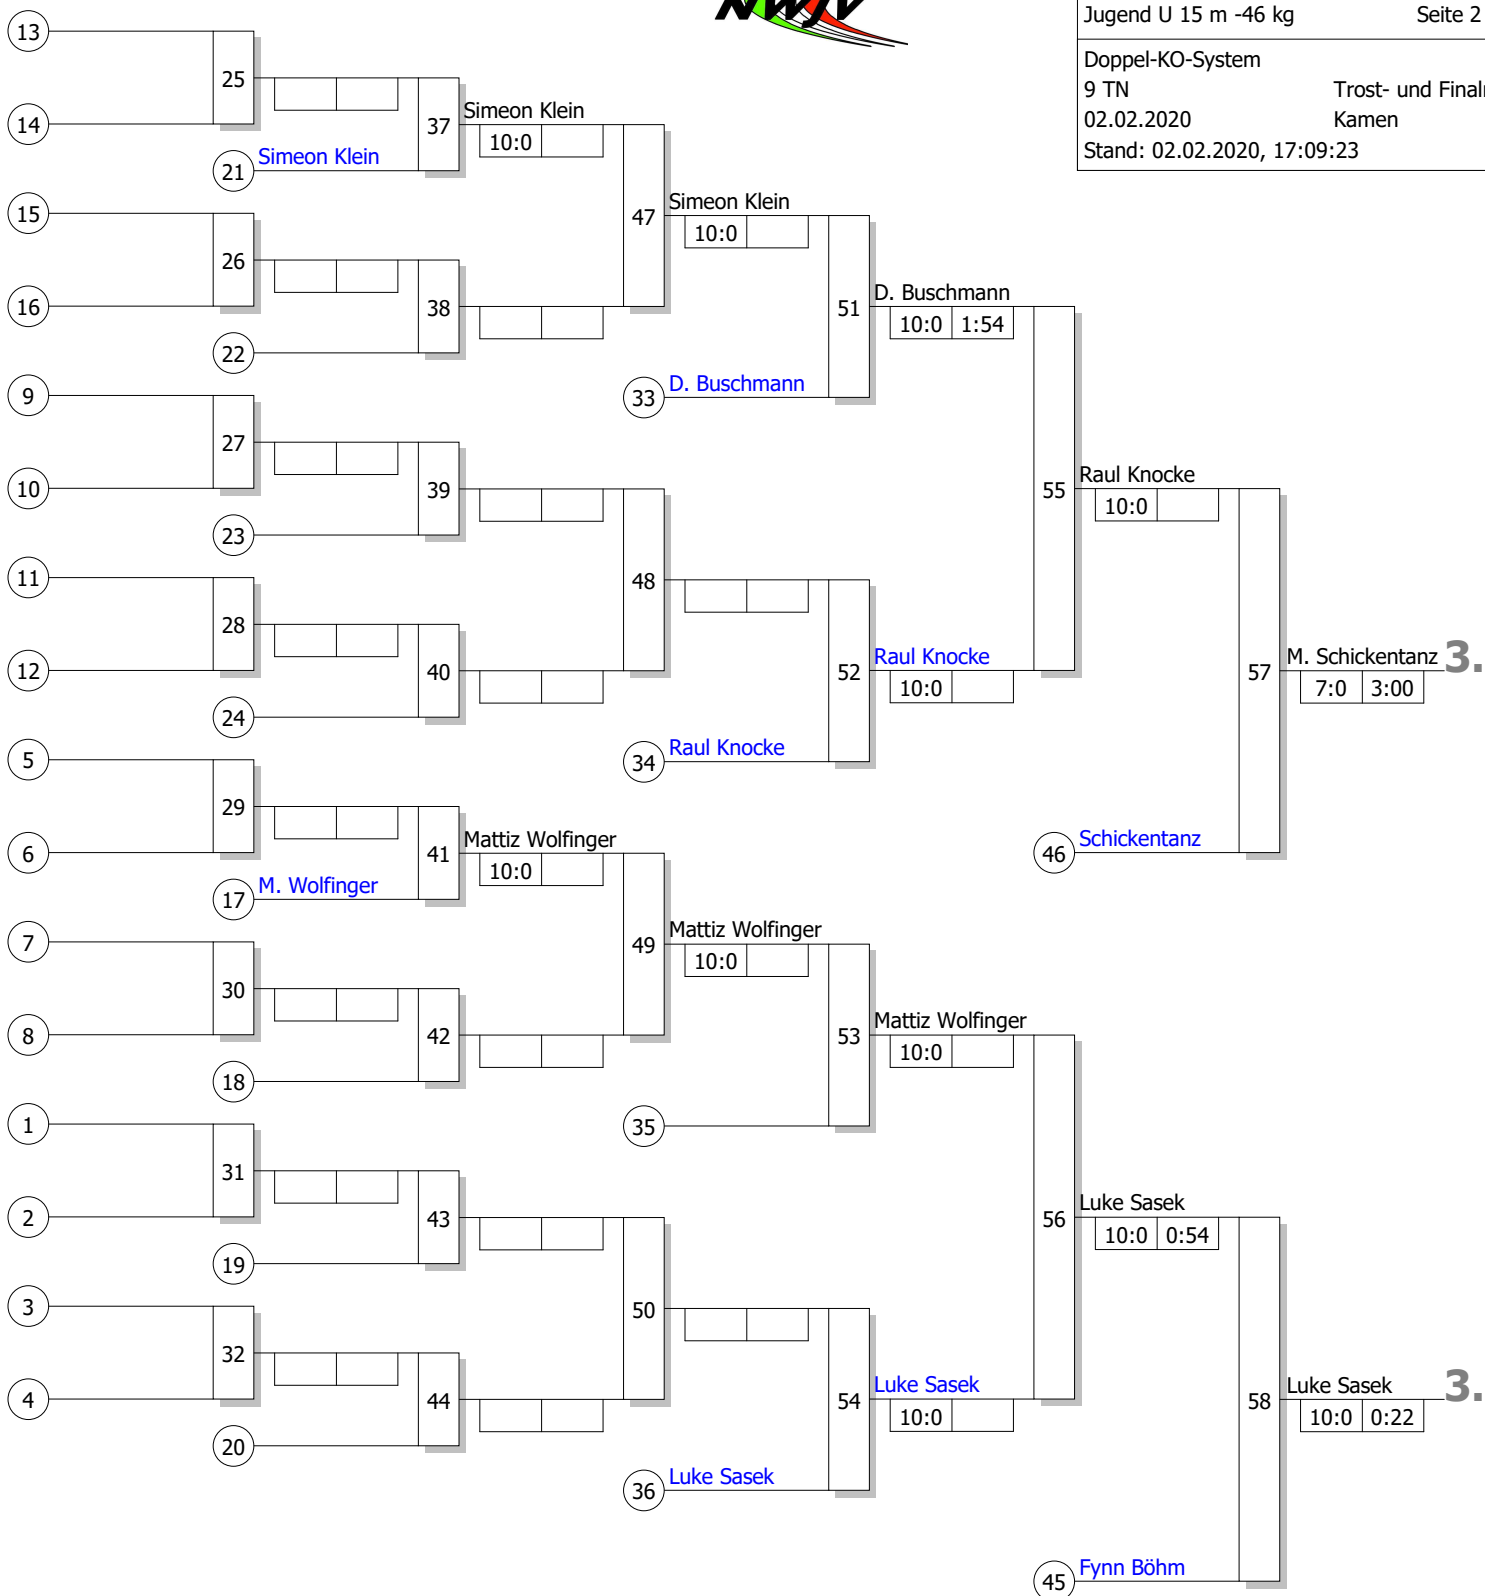 NWJV
Jugend U 15 m -46 kg Seite 2
Doppel-KO-System
9 TN Trost- und
02.02.2020 Kamen
Stand: 02.02.2020, 17:09:23
13
25
14
37
Simeon Klein
10:0
21
Simeon Klein
15
47
Simeon Klein
10:0
26
16
38
22
51
D. Buschmann
10:0 1:54
33
D. Buschmann
9
27
10
39
23
55
Raul Knocke
10:0
11
48
28
12
40
24
52
Raul Knocke
10:0
57
M. Schickentanz 3.
7:0 3:00
5
34
Raul Knocke
29
6
41
Mattiz Wolfinger
10:0
17
M. Wolfinger
46
Schickentanz
7
49
Mattiz Wolfinger
10:0
30
8
42
18
53
Mattiz Wolfinger
10:0
1
35
31
2
43
19
56
Luke Sasek
10:0 0:54
3
50
32
4
44
20
54
Luke Sasek
10:0
58
Luke Sasek 3.
10:0 0:22
36
Luke Sasek
45
Fynn Böhm